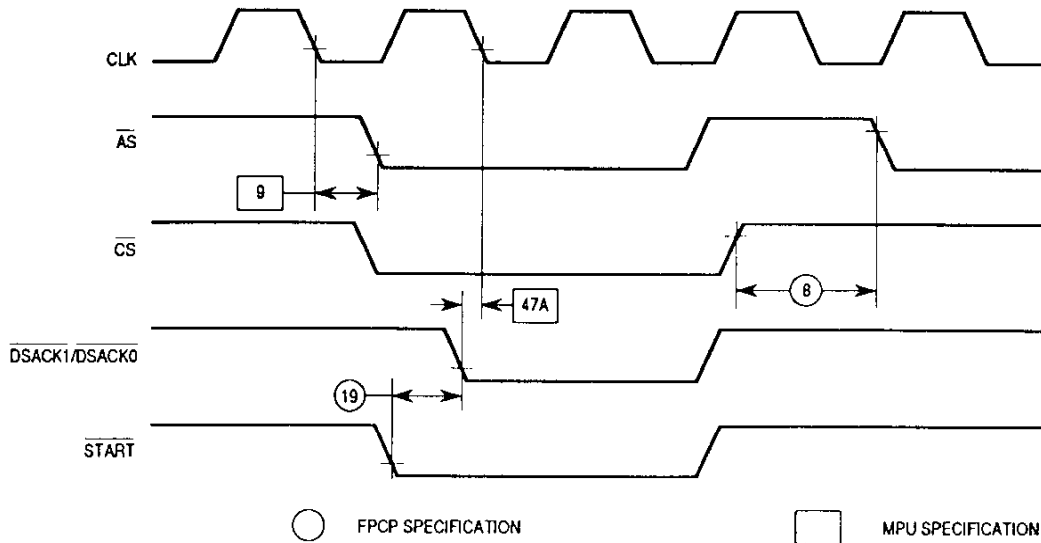 CLK
AS
9
CS
8
47A
DSACK1/DSACK0
19
START
FPCP SPECIFICATION
MPU SPECIFICATION